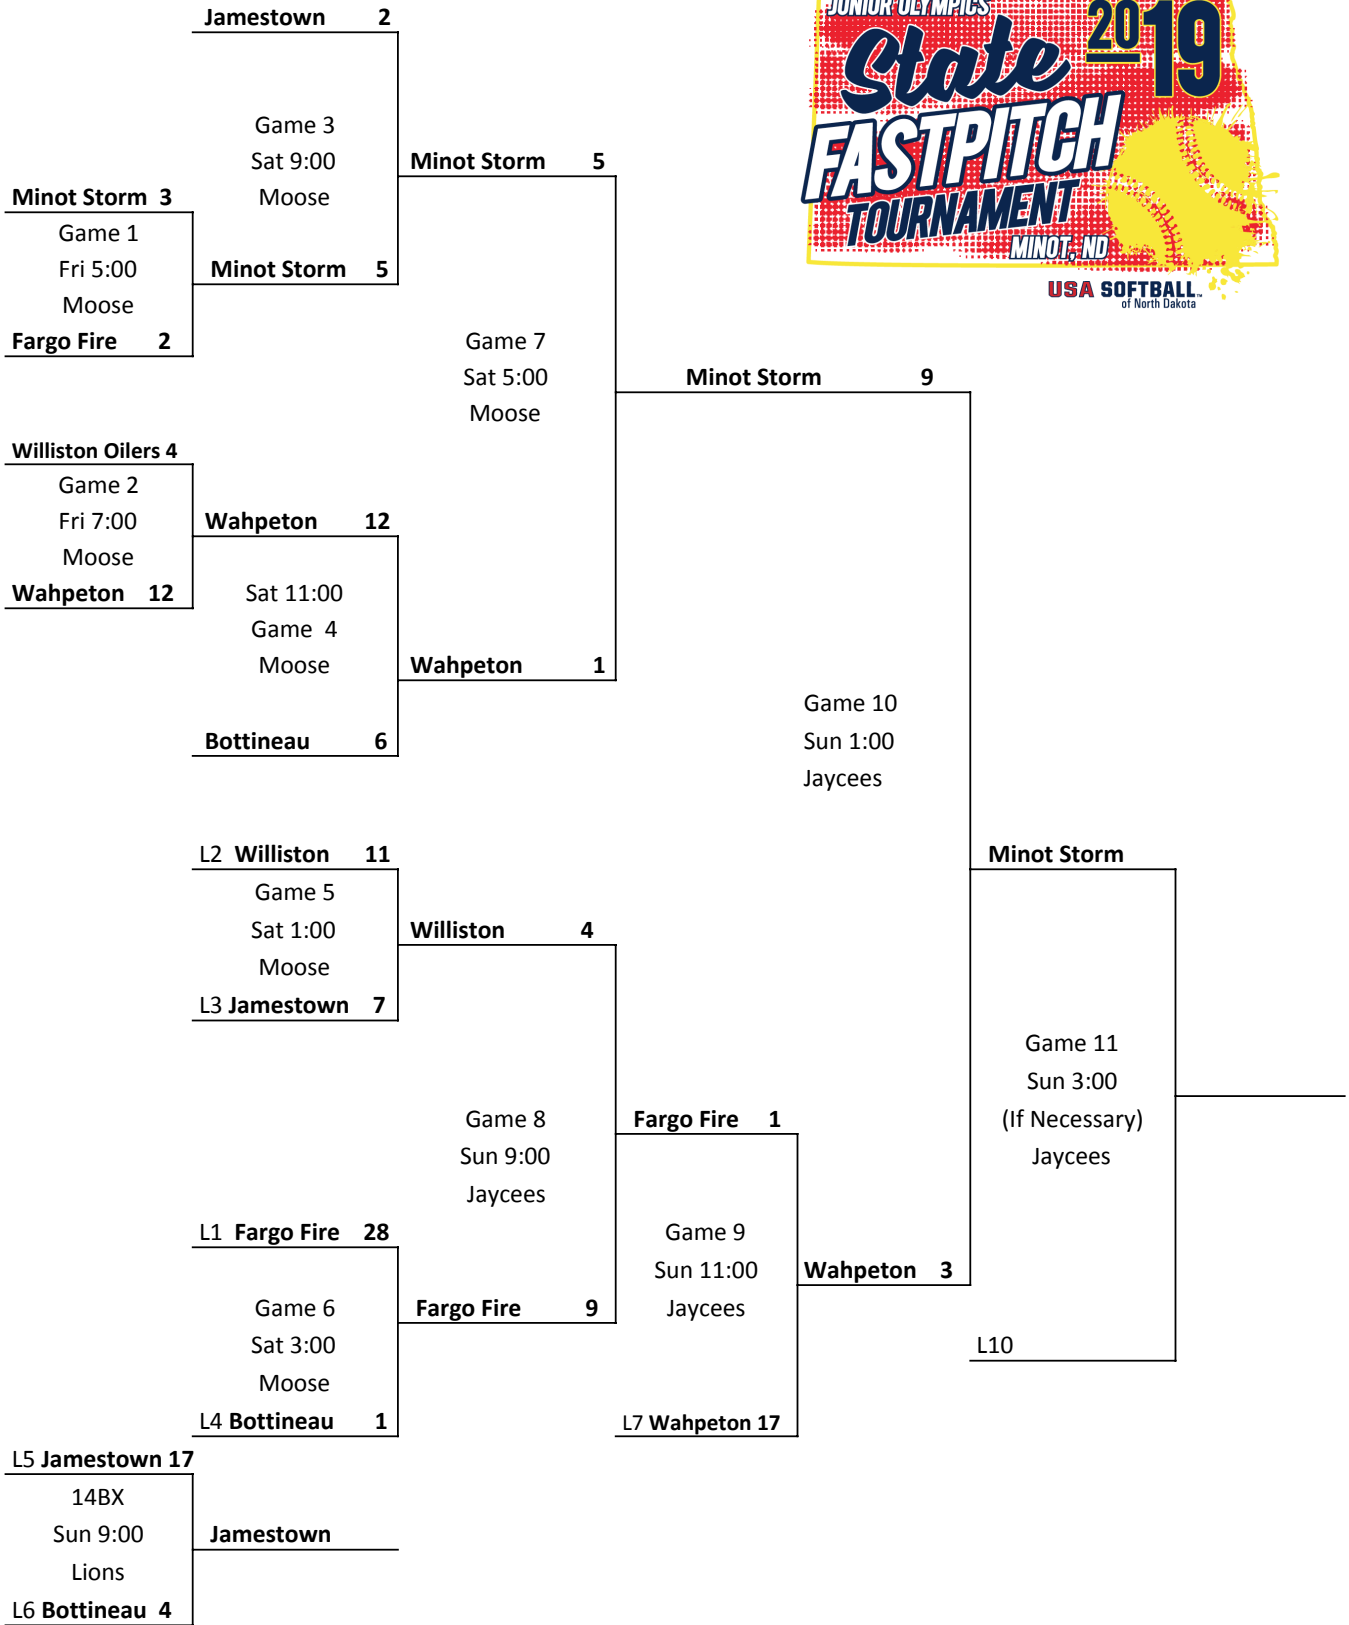 Jamestown 2
JUNIOR OLYMPICS
2019
State
FASTPITCH
TOURNAMENT
MINOT, ND
USA SOFTBALL™
of North Dakota
Game 3
Sat 9:00
Moose
Minot Storm 5
Minot Storm 3
Game 1
Fri 5:00
Moose
Minot Storm 5
Fargo Fire 2
Game 7
Sat 5:00
Moose
Minot Storm 9
Williston Oilers 4
Game 2
Fri 7:00
Moose
Wahpeton 12
Wahpeton 12
Sat 11:00
Game 4
Moose
Wahpeton 1
Bottineau 6
Game 10
Sun 1:00
Jaycees
L2 Williston 11
Game 5
Sat 1:00
Moose
Williston 4
L3 Jamestown 7
Minot Storm
Game 11
Sun 3:00
(If Necessary)
Jaycees
Game 8
Sun 9:00
Jaycees
Fargo Fire 1
L1 Fargo Fire 28
Game 6
Sat 3:00
Moose
Fargo Fire 9
L4 Bottineau 1
Game 9
Sun 11:00
Jaycees
Wahpeton 3
L10
L7 Wahpeton 17
L5 Jamestown 17
14BX
Sun 9:00
Lions
Jamestown
L6 Bottineau 4